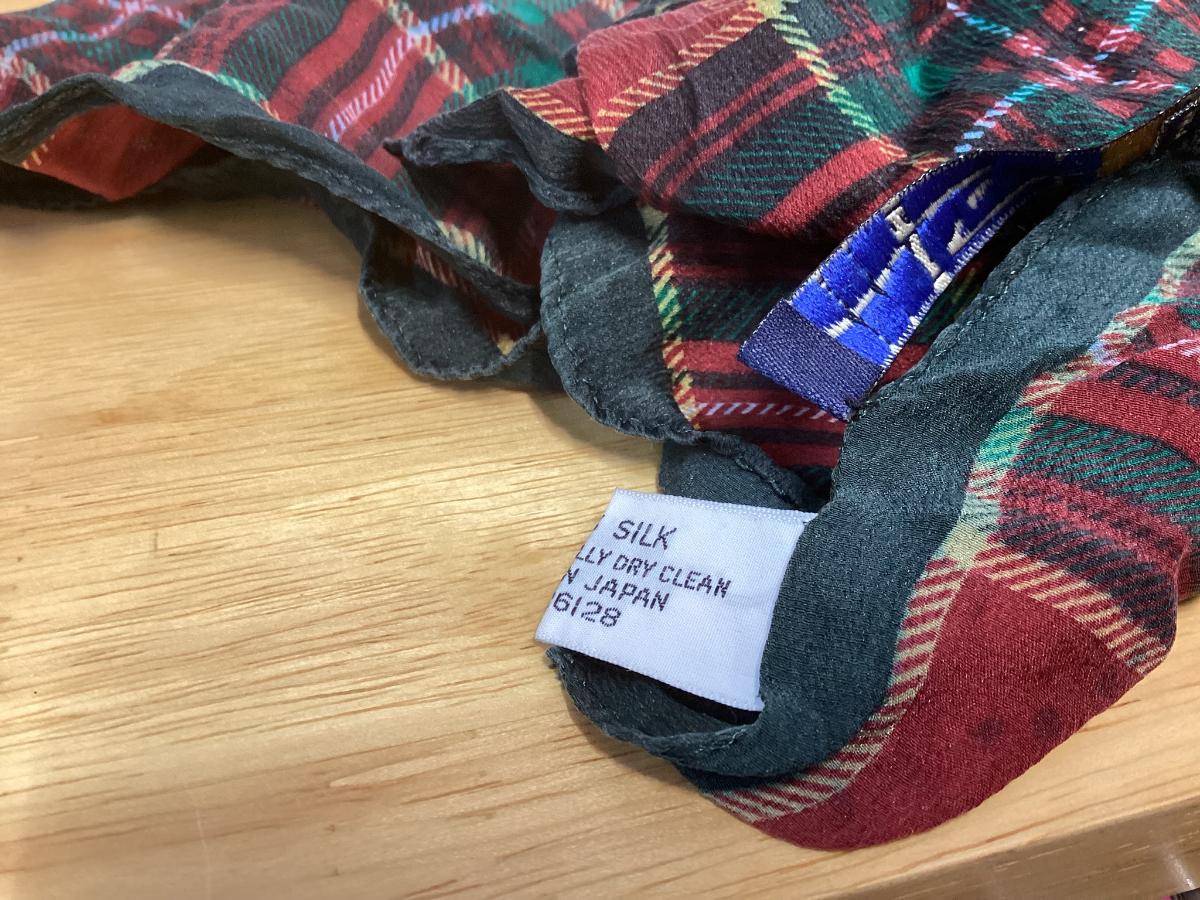 SILK
LLY DRY CLEAN
N JAPAN
6128